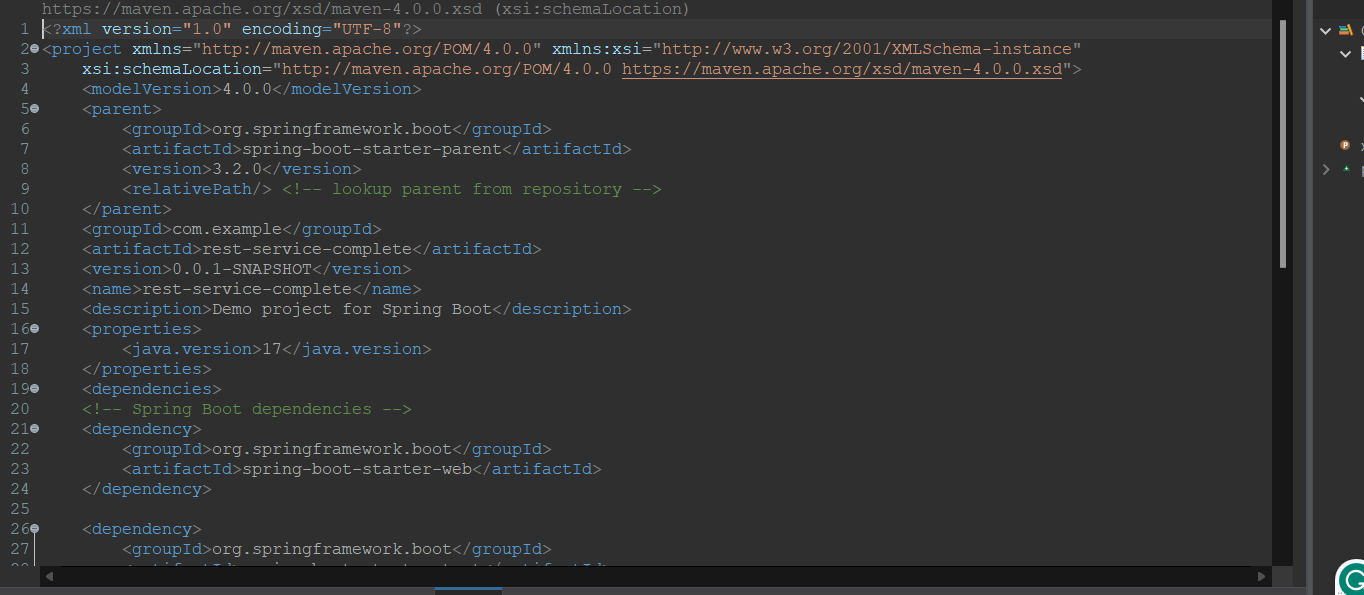 https://maven.apache.org/xsd/maven-4.0.0.xsd (xsi:schemaLocation)
1 <?xml version="1.0" encoding="UTF-8"?>
2 <project xmlns="http://maven.apache.org/POM/4.0.0" xmlns:xsi="http://www.w3.org/2001/XMLSchema-instance"
3 xsi:schemaLocation="http://maven.apache.org/POM/4.0.0 https://maven.apache.org/xsd/maven-4.0.0.xsd">
4 <modelVersion>4.0.0</modelVersion>
5 <parent>
6 <groupId>org.springframework.boot</groupId>
7 <artifactId>spring-boot-starter-parent</artifactId>
8 <version>3.2.0</version>
9 <relativePath/> <!-- lookup parent from repository -->
10 </parent>
11 <groupId>com.example</groupId>
12 <artifactId>rest-service-complete</artifactId>
13 <version>0.0.1-SNAPSHOT</version>
14 <name>rest-service-complete</name>
15 <description>Demo project for Spring Boot</description>
16 <properties>
17 <java.version>17</java.version>
18 </properties>
19 <dependencies>
20 <!-- Spring Boot dependencies -->
21 <dependency>
22 <groupId>org.springframework.boot</groupId>
23 <artifactId>spring-boot-starter-web</artifactId>
24 </dependency>
25
26 <dependency>
27 <groupId>org.springframework.boot</groupId>